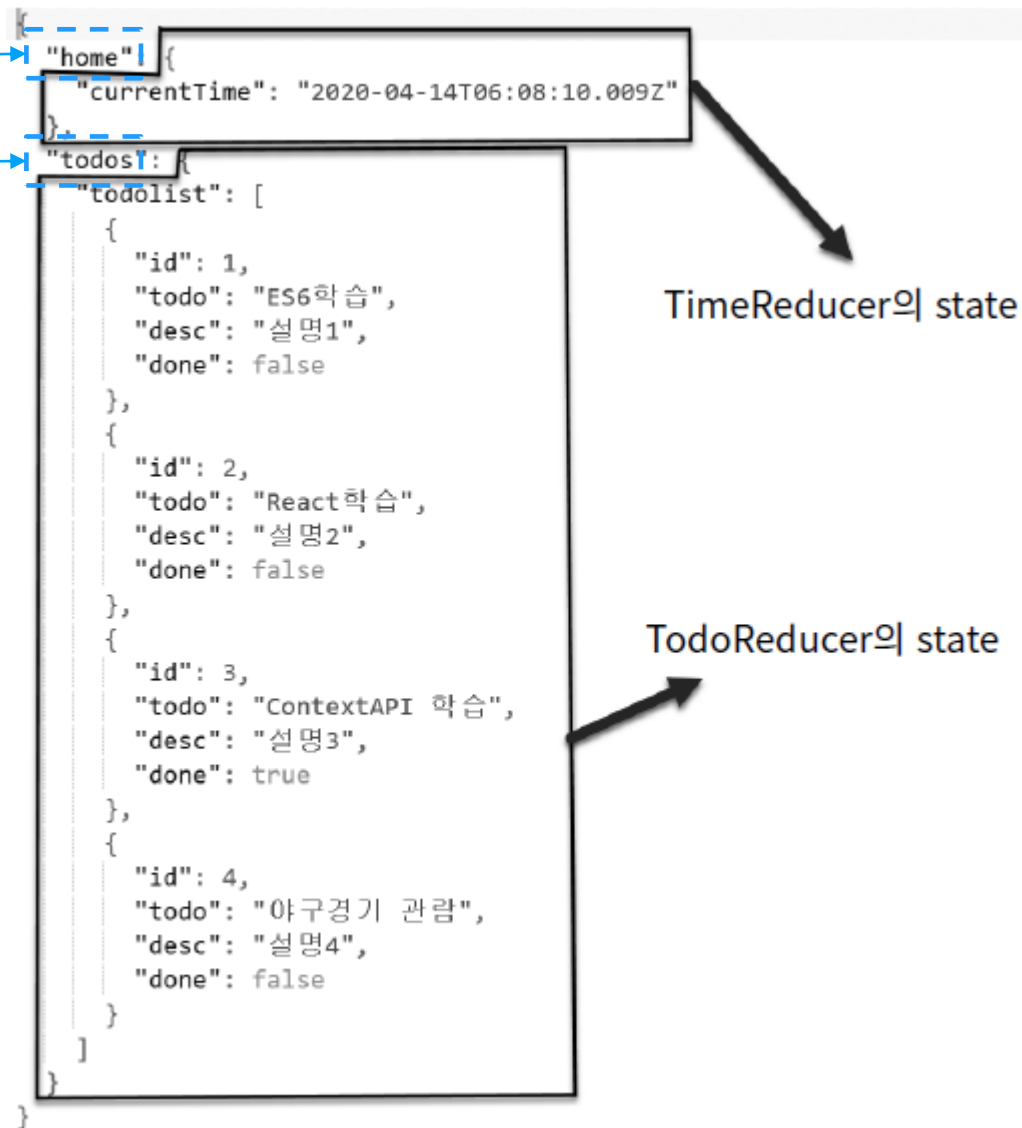 {
"home": {
"currentTime": "2020-04-14T06:08:10.009Z"
},
"todos": {
"todolist": [
{
"id": 1,
"todo": "ES6학습",
"desc": "설명1",
"done": false
},
{
"id": 2,
"todo": "React학습",
"desc": "설명2",
"done": false
},
{
"id": 3,
"todo": "ContextAPI 학습",
"desc": "설명3",
"done": true
},
{
"id": 4,
"todo": "야구경기 관람",
"desc": "설명4",
"done": false
}
]
}
}
TimeReducer의 state
TodoReducer의 state